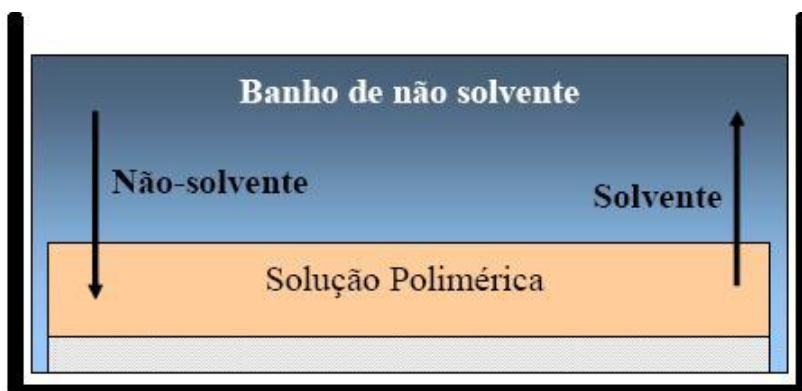 Banho de não solvente
Não-solvente
Solvente
Solução Polimérica